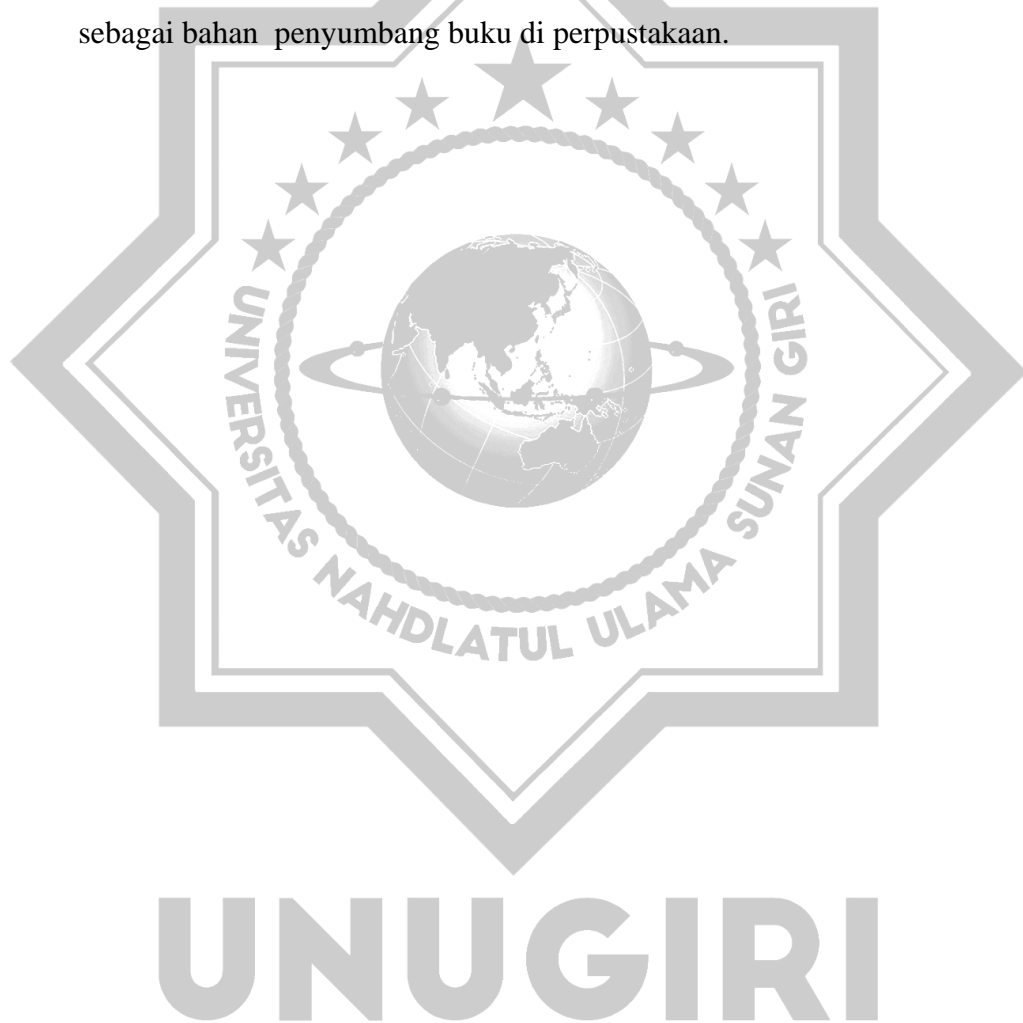 sebagai bahan  penyumbang buku di perpustakaan.
UNIVERSITAS NAHDLATUL ULAMA SUNAN GIRI
UNUGIRI